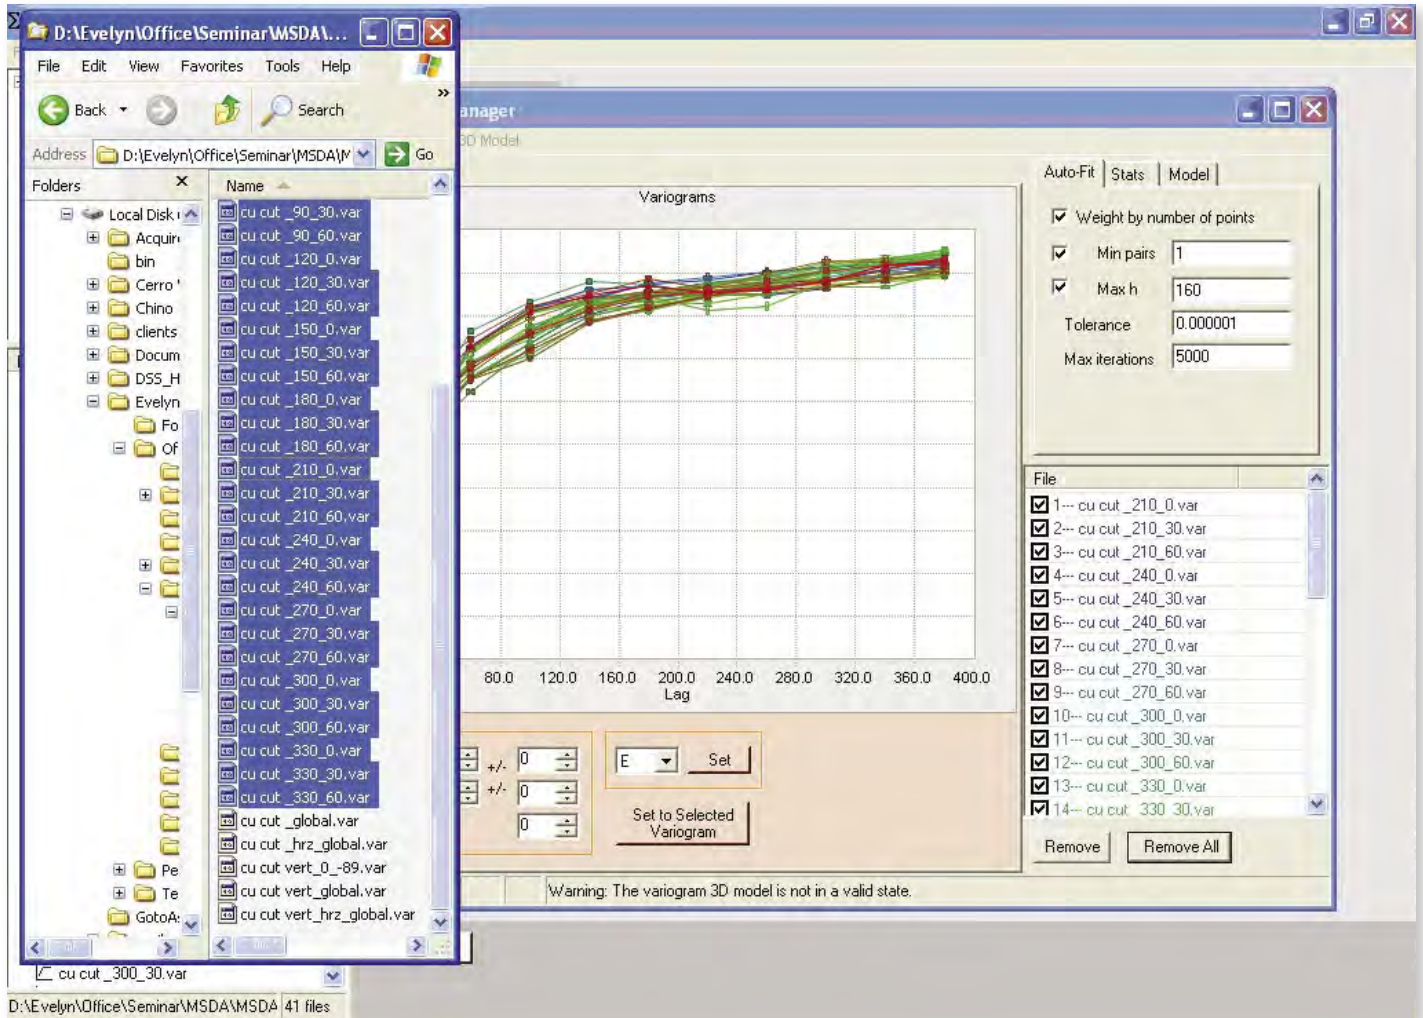 D:\Evelyn\Office\Seminar\MSDA\...
File Edit View Favorites Tools Help
Back Search
Address D:\Evelyn\Office\Seminar\MSDA\M Go
Folders
Local Disk
Acquir
bin
Cerro '
Chino
clients
Docum
DSS_H
Evelyn
Fo
Of
Pe
Te
GotoA
Name
cu cut _90_30.var
cu cut _90_60.var
cu cut _120_0.var
cu cut _120_30.var
cu cut _120_60.var
cu cut _150_0.var
cu cut _150_30.var
cu cut _150_60.var
cu cut _180_0.var
cu cut _180_30.var
cu cut _180_60.var
cu cut _210_0.var
cu cut _210_30.var
cu cut _210_60.var
cu cut _240_0.var
cu cut _240_30.var
cu cut _240_60.var
cu cut _270_0.var
cu cut _270_30.var
cu cut _270_60.var
cu cut _300_0.var
cu cut _300_30.var
cu cut _300_60.var
cu cut _330_0.var
cu cut _330_30.var
cu cut _330_60.var
cu cut _global.var
cu cut _hrz_global.var
cu cut vert_0_-89.var
cu cut vert_global.var
cu cut vert_hrz_global.var
cu cut _300_30.var
D:\Evelyn\Office\Seminar\MSDA\MSDA 41 files
anager
3D Model
Variograms
80.0 120.0 160.0 200.0 240.0 280.0 320.0 360.0 400.0
Lag
+/- 0
+/- 0
0
E Set
Set to Selected
Variogram
Warning: The variogram 3D model is not in a valid state.
Auto-Fit Stats Model
Weight by number of points
Min pairs 1
Max h 160
Tolerance 0.000001
Max iterations 5000
File
1--- cu cut _210_0.var
2--- cu cut _210_30.var
3--- cu cut _210_60.var
4--- cu cut _240_0.var
5--- cu cut _240_30.var
6--- cu cut _240_60.var
7--- cu cut _270_0.var
8--- cu cut _270_30.var
9--- cu cut _270_60.var
10--- cu cut _300_0.var
11--- cu cut _300_30.var
12--- cu cut _300_60.var
13--- cu cut _330_0.var
14--- cu cut _330_30.var
Remove Remove All